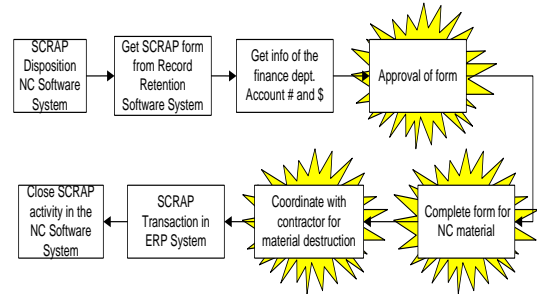 SCRAP
Disposition
NC Software
System
Get SCRAP form
from Record
Retention
Software System
Get info of the
finance dept.
Account # and $
Approval of form
Complete form for
NC material
Coordinate with
contractor for
material destruction
SCRAP
Transaction in
ERP System
Close SCRAP
activity in the
NC Software
System